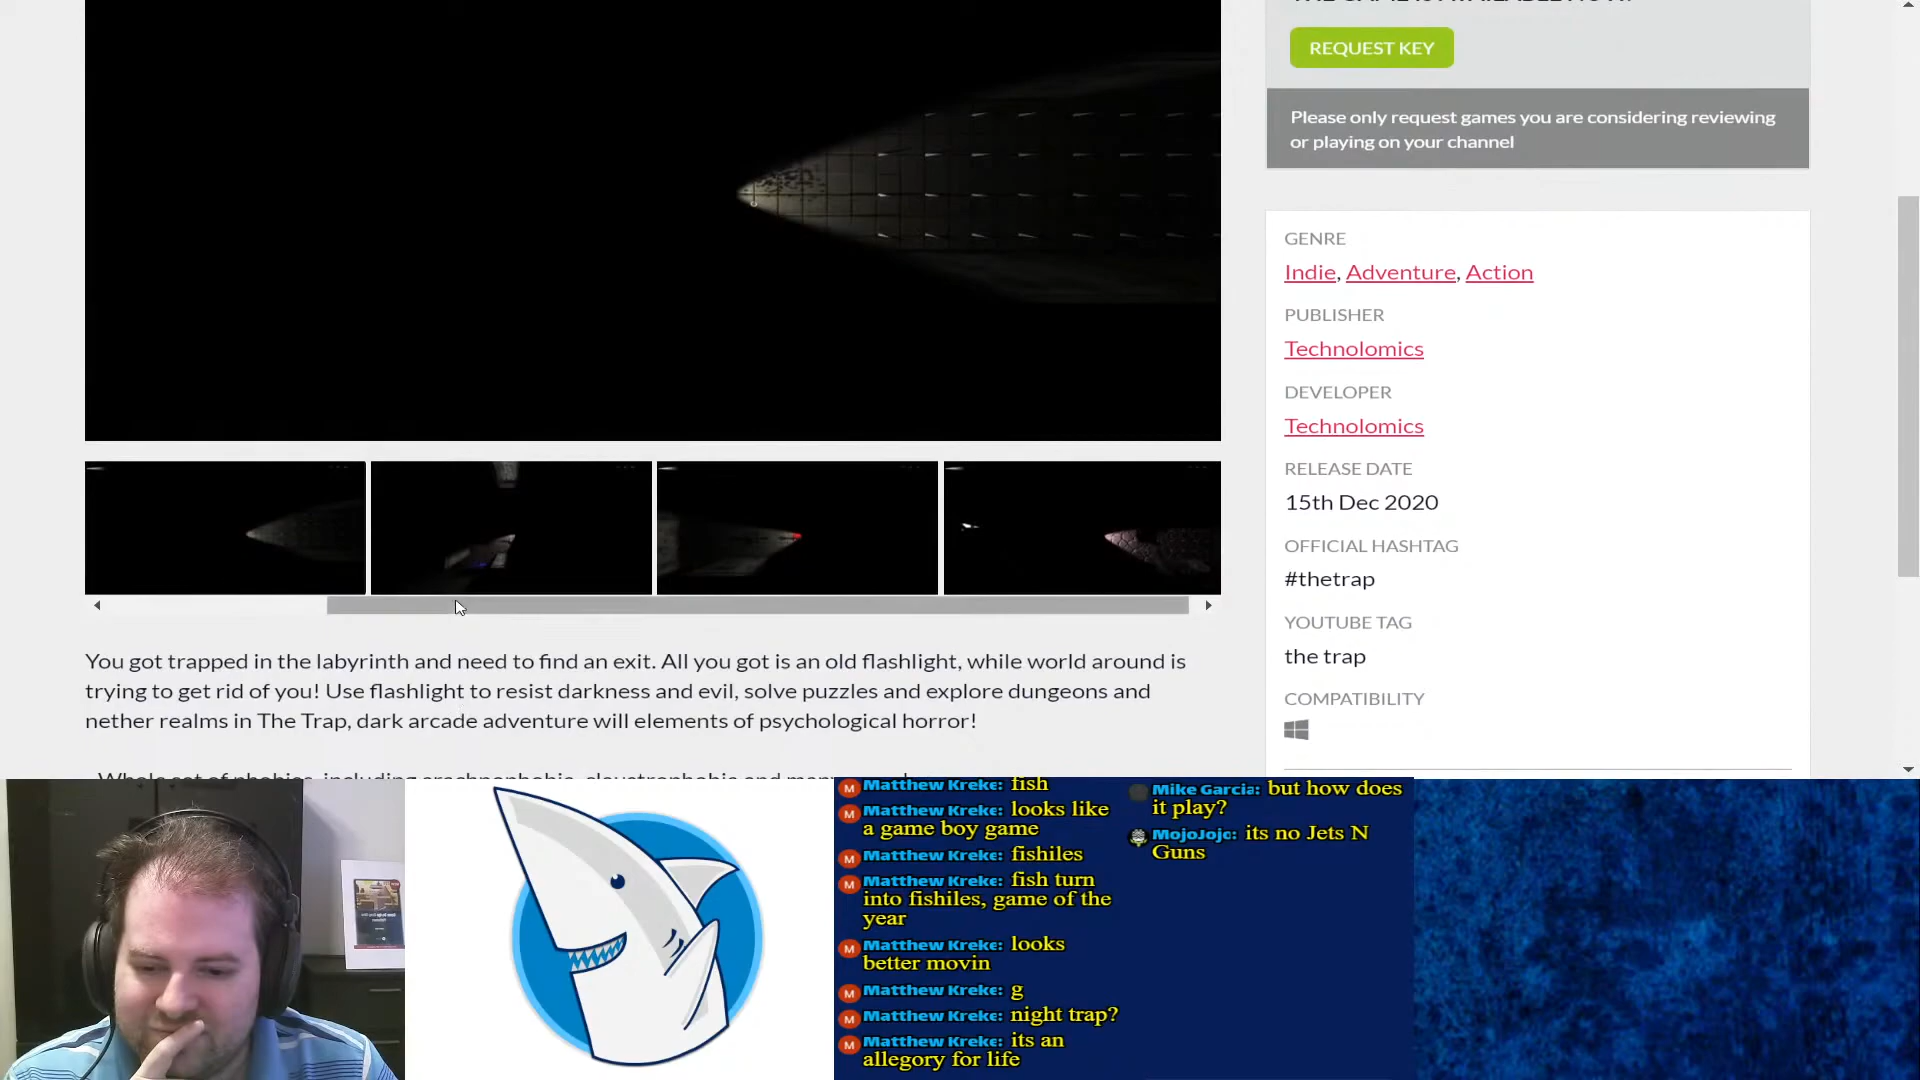 REQUEST KEY
Please only request games you are considering reviewing
or playing on your channel
GENRE
Indie, Adventure, Action
PUBLISHER
Technolomics
DEVELOPER
Technolomics
RELEASE DATE
15th Dec 2020
OFFICIAL HASHTAG
#thetrap
YOUTUBE TAG
the trap
COMPATIBILITY
You got trapped in the labyrinth and need to find an exit. All you got is an old flashlight, while world around is
trying to get rid of you! Use flashlight to resist darkness and evil, solve puzzles and explore dungeons and
nether realms in The Trap, dark arcade adventure will elements of psychological horror!
Matthew Kreke: fish
Matthew Kreke: looks like
a game boy game
Matthew Kreke: fishiles
Matthew Kreke: fish turn
into fishiles, game of the
year
Matthew Kreke: looks
better movin
Matthew Kreke: g
Matthew Kreke: night trap?
Matthew Kreke: its an
allegory for life
Mike Garcia: but how does
it play?
MojoJojo: its no Jets N
Guns